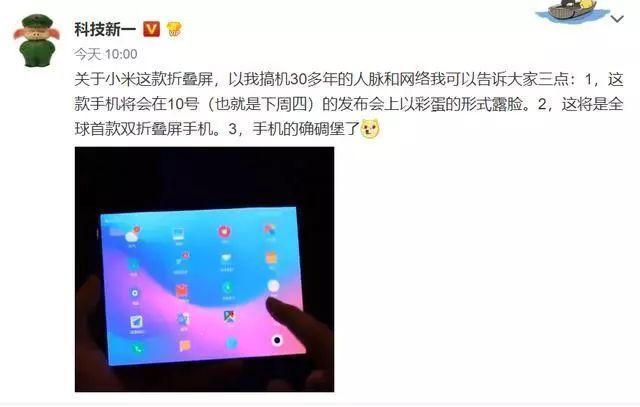 科技新一 V VIP
今天 10:00
关于小米这款折叠屏，以我搞机30多年的人脉和网络我可以告诉大家三点：1，这
款手机将会在10号（也就是下周四）的发布会上以彩蛋的形式露脸。2，这将是全
球首款双折叠屏手机。3，手机的确碉堡了